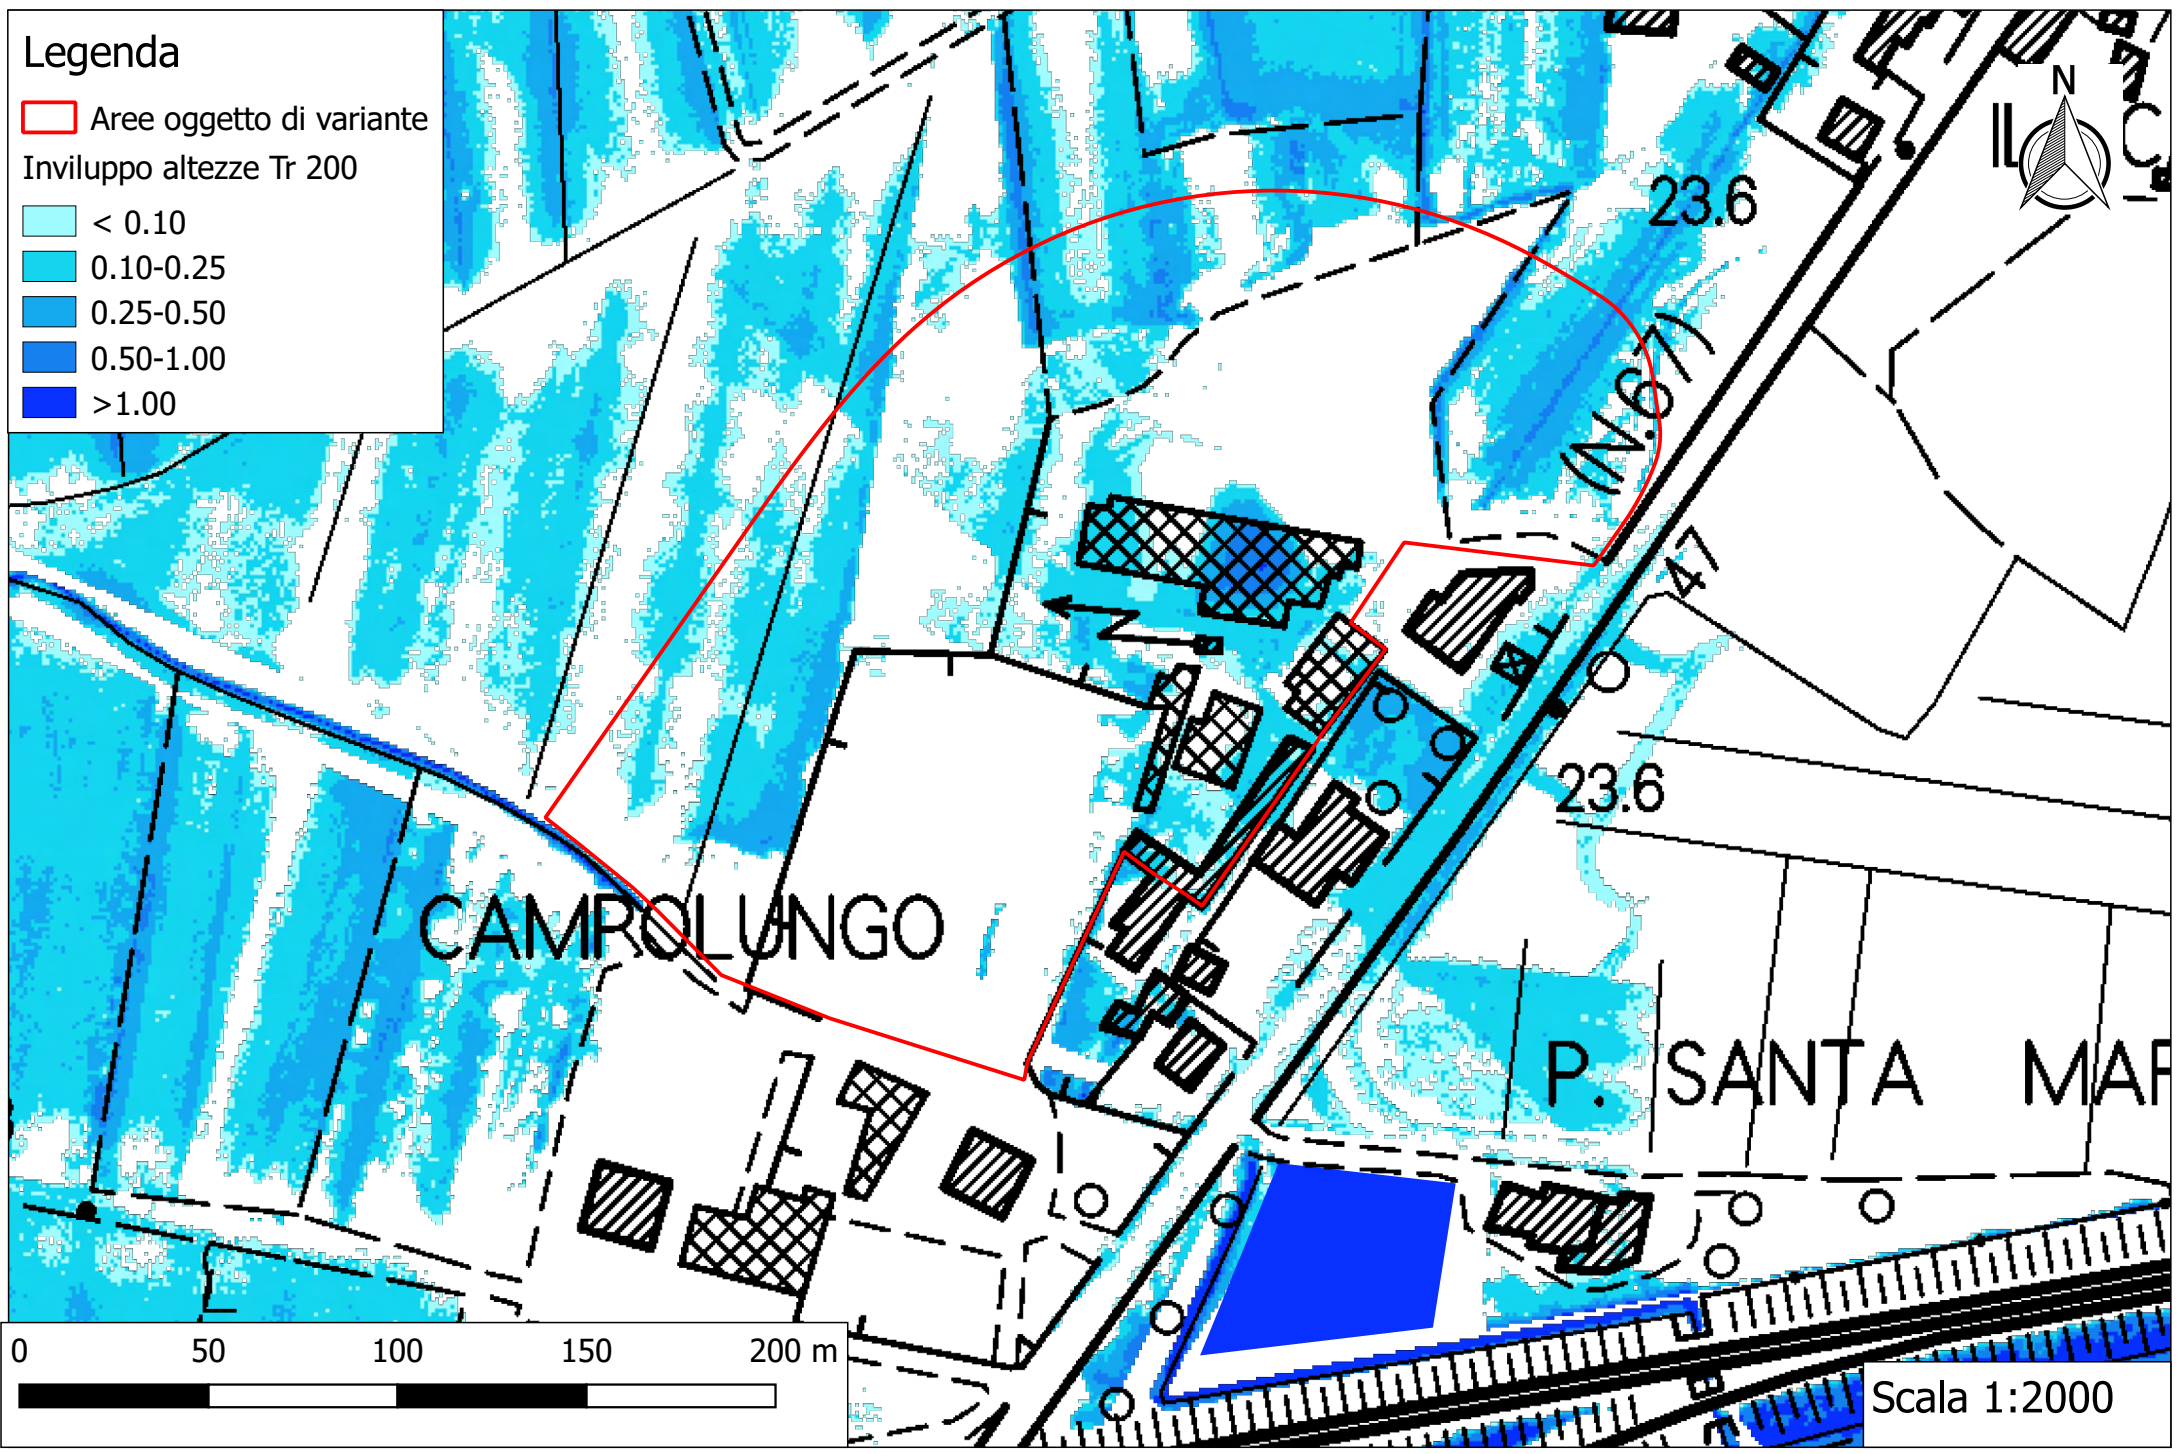 Legenda
Aree oggetto di variante
Inviluppo altezze Tr 200
< 0.10
0.10-0.25
0.25-0.50
0.50-1.00
>1.00
N
23.6
(N.67)
47
23.6
CAMPOLUNGO
P. SANTA MAR
0 50 100 150 200 m
Scala 1:2000